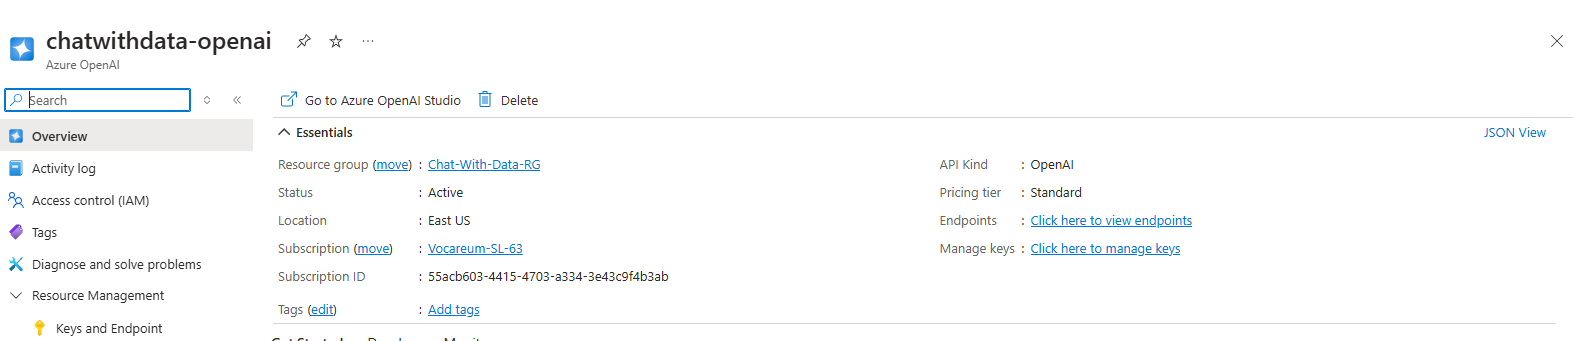 chatwithdata-openai
Azure OpenAI
Search
Go to Azure OpenAI Studio
Delete
Overview
Activity log
Access control (IAM)
Tags
Diagnose and solve problems
Resource Management
Keys and Endpoint
Essentials
JSON View
Resource group (move) : Chat-With-Data-RG
Status : Active
Location : East US
Subscription (move) : Vocareum-SL-63
Subscription ID : 55acb603-4415-4703-a334-3e43c9f4b3ab
Tags (edit) : Add tags
API Kind : OpenAI
Pricing tier : Standard
Endpoints : Click here to view endpoints
Manage keys : Click here to manage keys